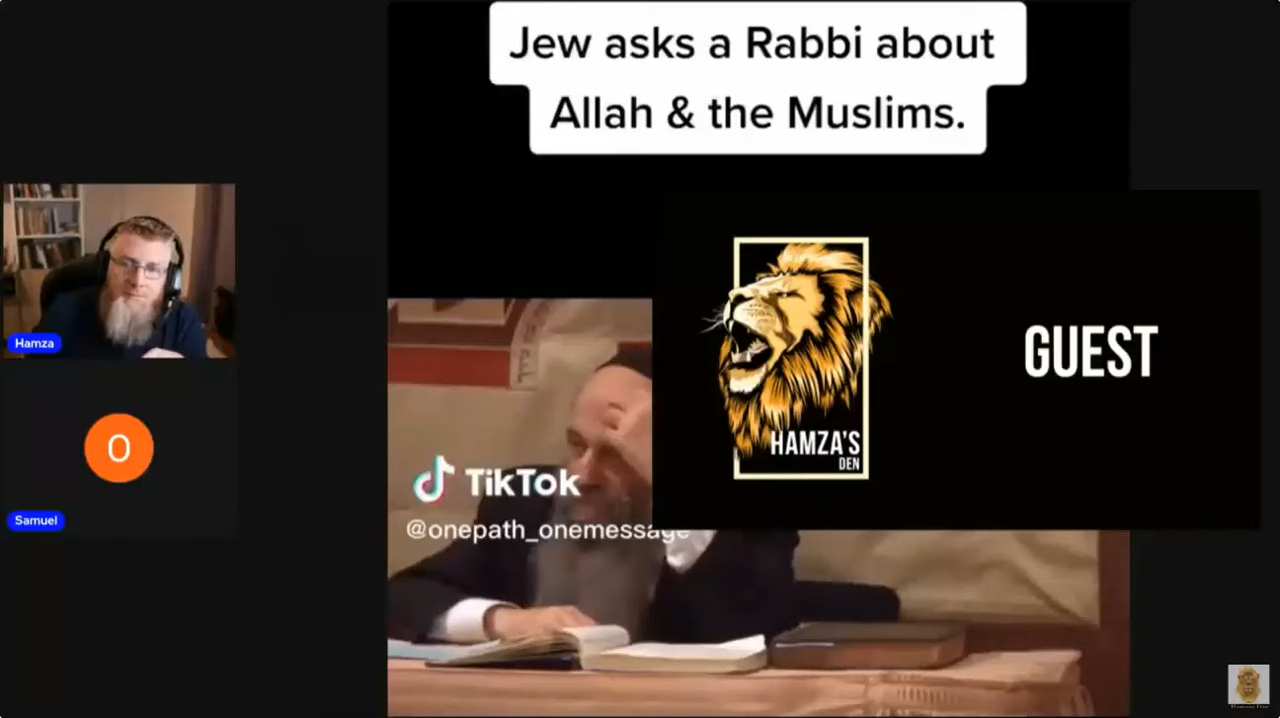 Jew asks a Rabbi about
Allah & the Muslims.
Hamza
O
Samuel
TikTok
@onepath_onemessage
HAMZA'S
DEN
GUEST